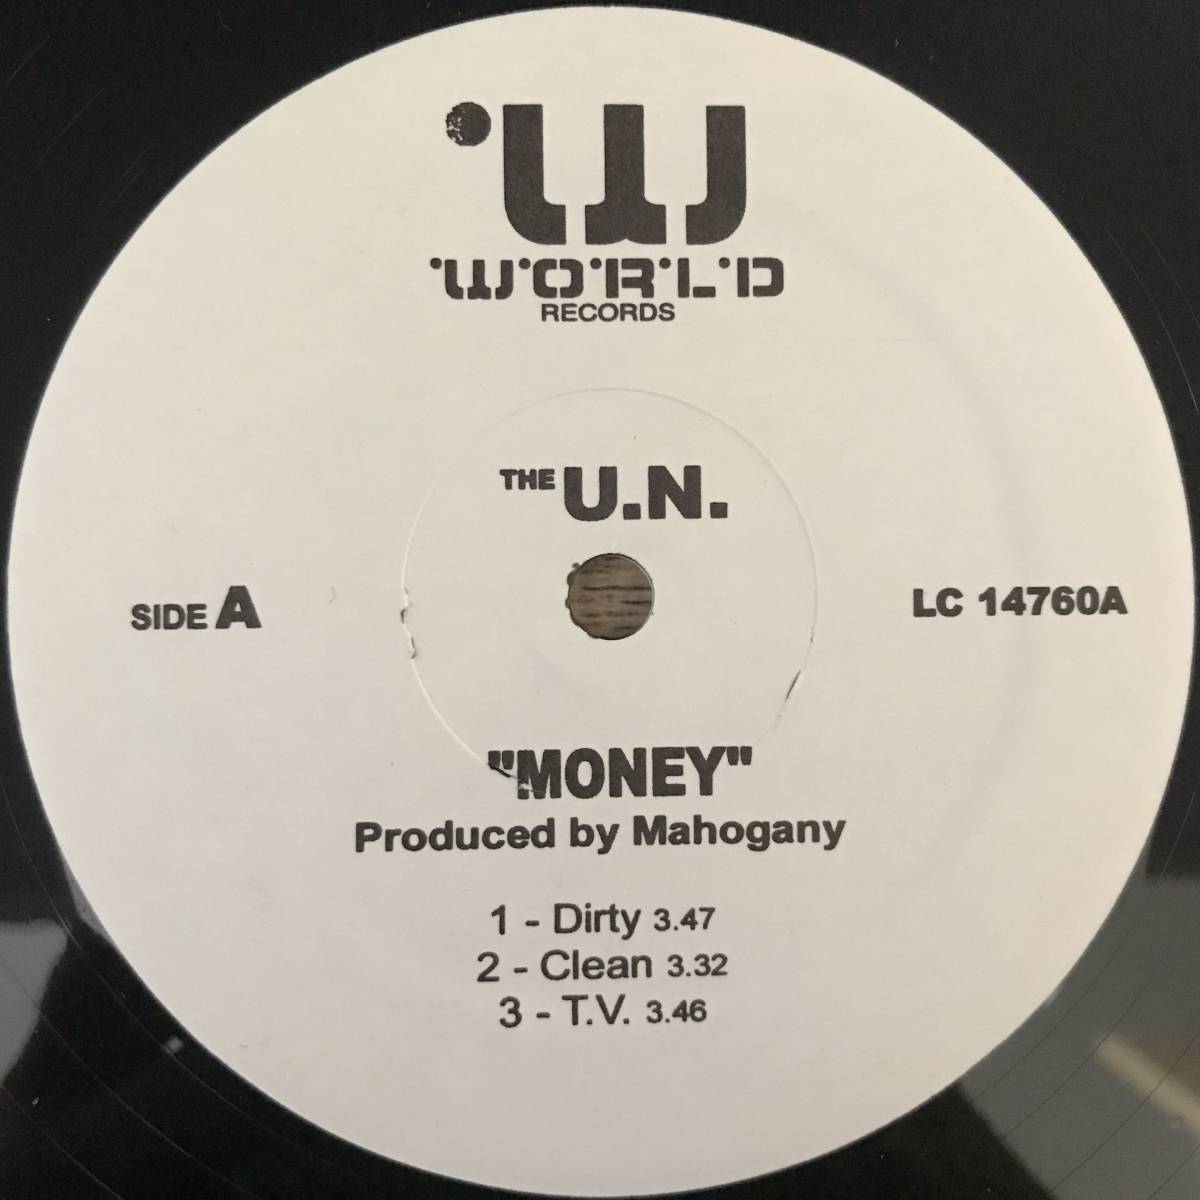 W
WORLD
RECORDS
THE U.N.
SIDE A
LC 14760A
"MONEY"
Produced by Mahogany
1 - Dirty 3.47
2 - Clean 3.32
3 - T.V. 3.46